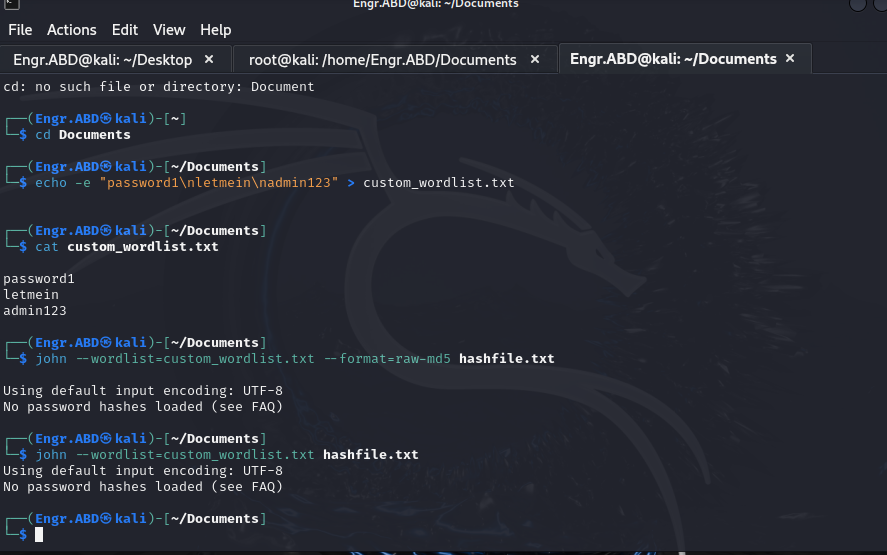 Engr.ABD@kali: ~/Documents
File Actions Edit View Help
Engr.ABD@kali: ~/Desktop × root@kali: /home/Engr.ABD/Documents × Engr.ABD@kali: ~/Documents ×
cd: no such file or directory: Document
┌──(Engr.ABD㉿kali)-[~]
└─$ cd Documents
┌──(Engr.ABD㉿kali)-[~/Documents]
└─$ echo -e "password1\nletmein\nadmin123" > custom_wordlist.txt
┌──(Engr.ABD㉿kali)-[~/Documents]
└─$ cat custom_wordlist.txt
password1
letmein
admin123
┌──(Engr.ABD㉿kali)-[~/Documents]
└─$ john --wordlist=custom_wordlist.txt --format=raw-md5 hashfile.txt
Using default input encoding: UTF-8
No password hashes loaded (see FAQ)
┌──(Engr.ABD㉿kali)-[~/Documents]
└─$ john --wordlist=custom_wordlist.txt hashfile.txt
Using default input encoding: UTF-8
No password hashes loaded (see FAQ)
┌──(Engr.ABD㉿kali)-[~/Documents]
└─$